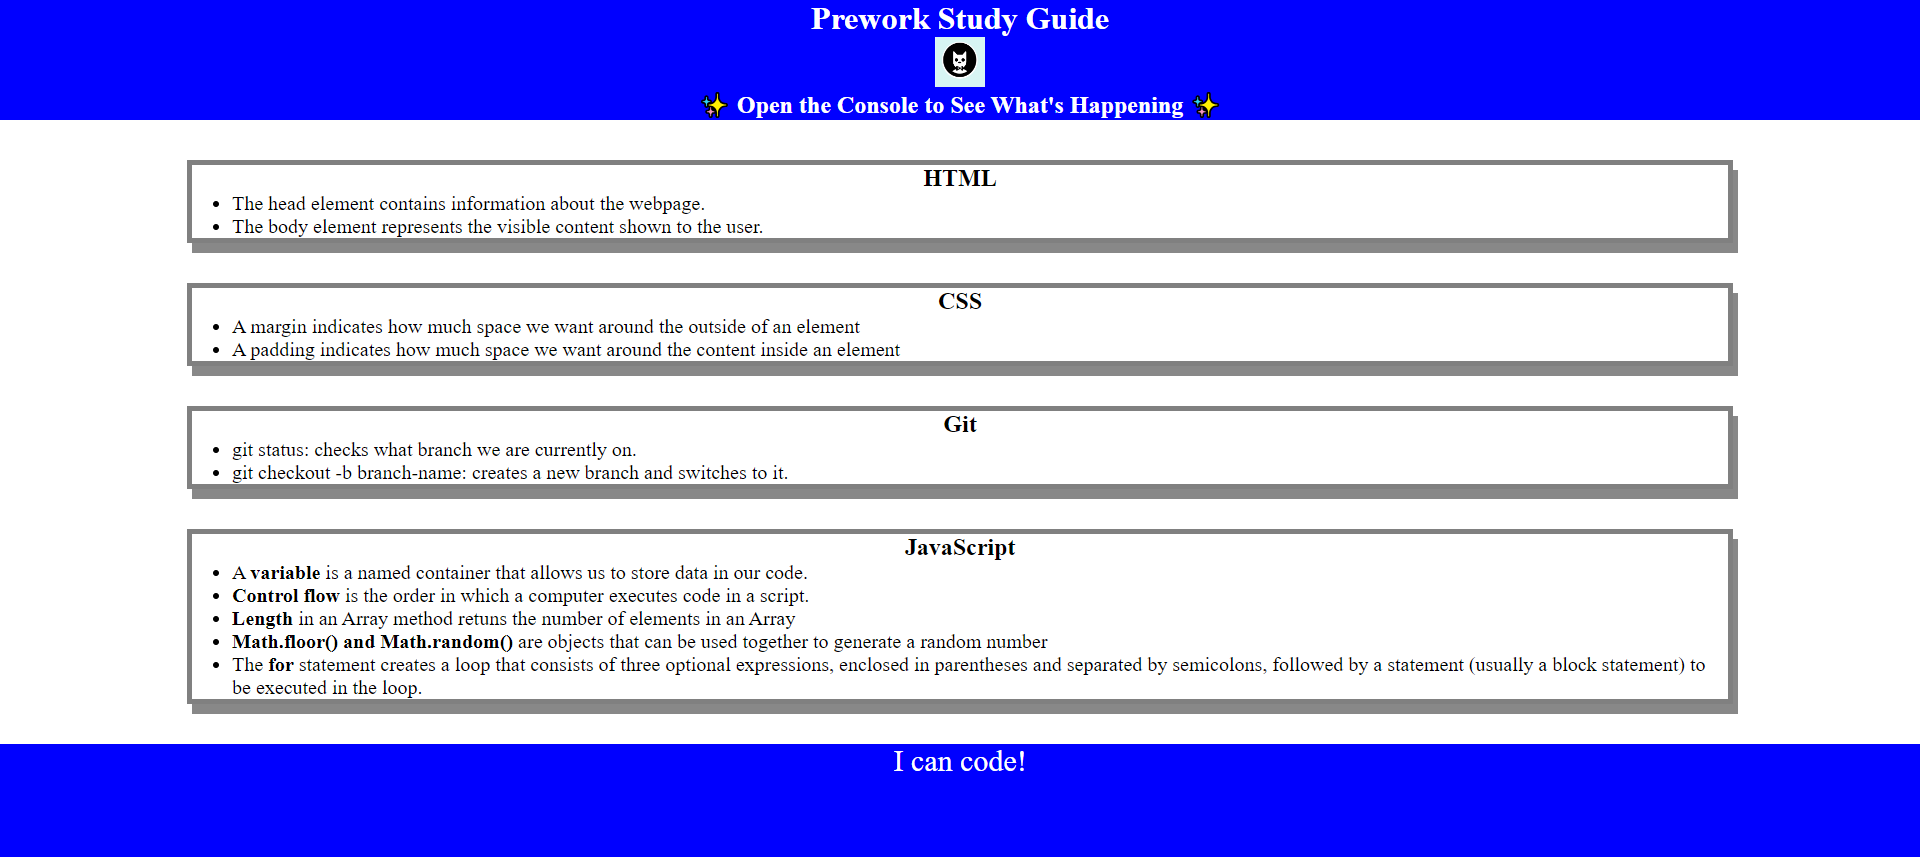 Prework Study Guide
✨ Open the Console to See What's Happening ✨
HTML
• The head element contains information about the webpage.
• The body element represents the visible content shown to the user.
CSS
• A margin indicates how much space we want around the outside of an element
• A padding indicates how much space we want around the content inside an element
Git
• git status: checks what branch we are currently on.
• git checkout -b branch-name: creates a new branch and switches to it.
JavaScript
• A variable is a named container that allows us to store data in our code.
• Control flow is the order in which a computer executes code in a script.
• Length in an Array method retuns the number of elements in an Array
• Math.floor() and Math.random() are objects that can be used together to generate a random number
• The for statement creates a loop that consists of three optional expressions, enclosed in parentheses and separated by semicolons, followed by a statement (usually a block statement) to
be executed in the loop.
I can code!